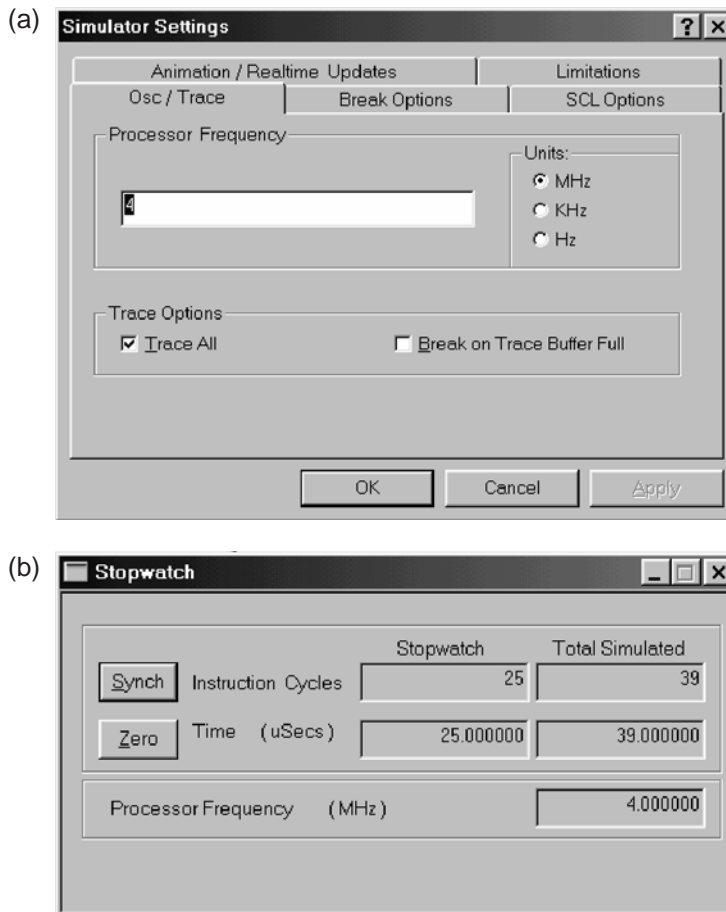 (a)
Simulator Settings
Animation / Realtime Updates Limitations
Osc / Trace Break Options SCL Options
Processor Frequency
Units:
4
MHz
KHz
Hz
Trace Options
Trace All Break on Trace Buffer Full
OK Cancel Apply
(b)
Stopwatch
Stopwatch Total Simulated
Synch Instruction Cycles 25 39
Zero Time (uSecs) 25.000000 39.000000
Processor Frequency (MHz) 4.000000